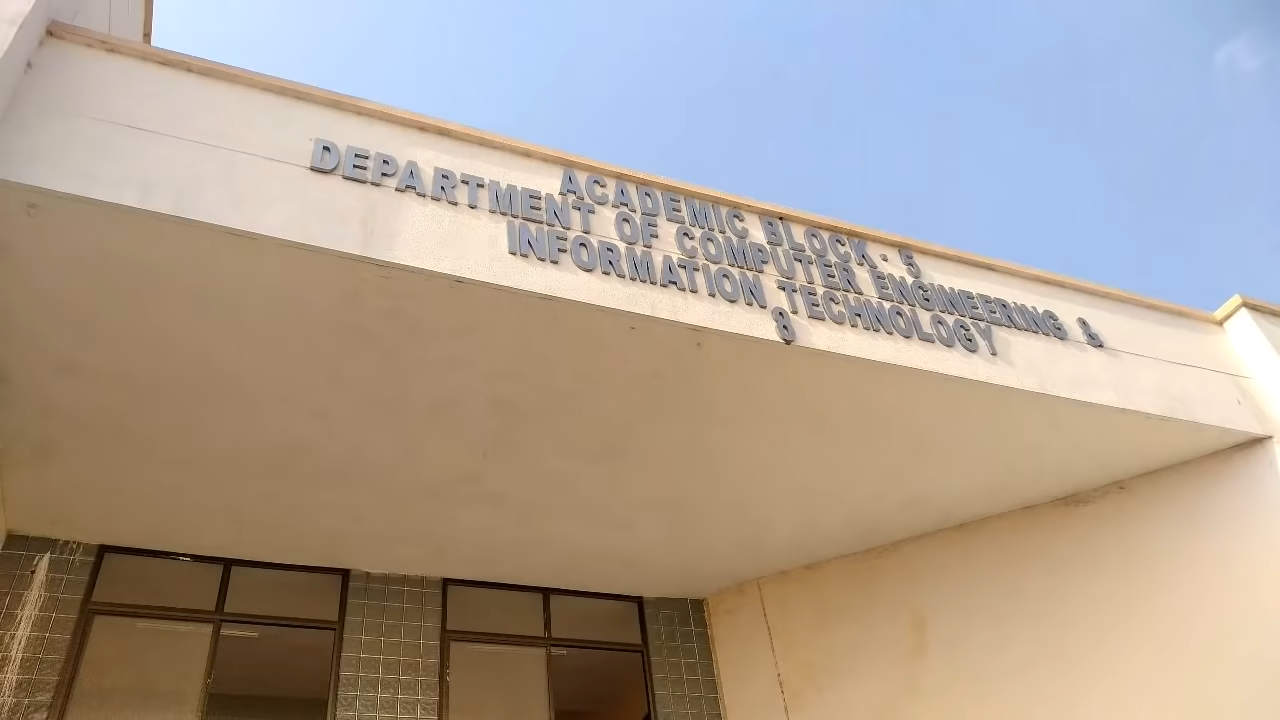 ACADEMIC BLOCK - 5
DEPARTMENT OF COMPUTER ENGINEERING &
INFORMATION TECHNOLOGY
8